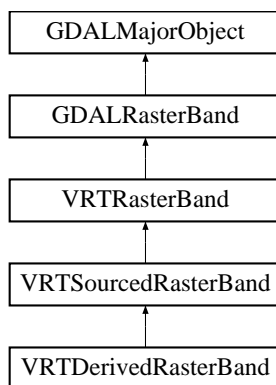 GDALMajorObject
GDALRasterBand
VRTRasterBand
VRTSourcedRasterBand
VRTDerivedRasterBand